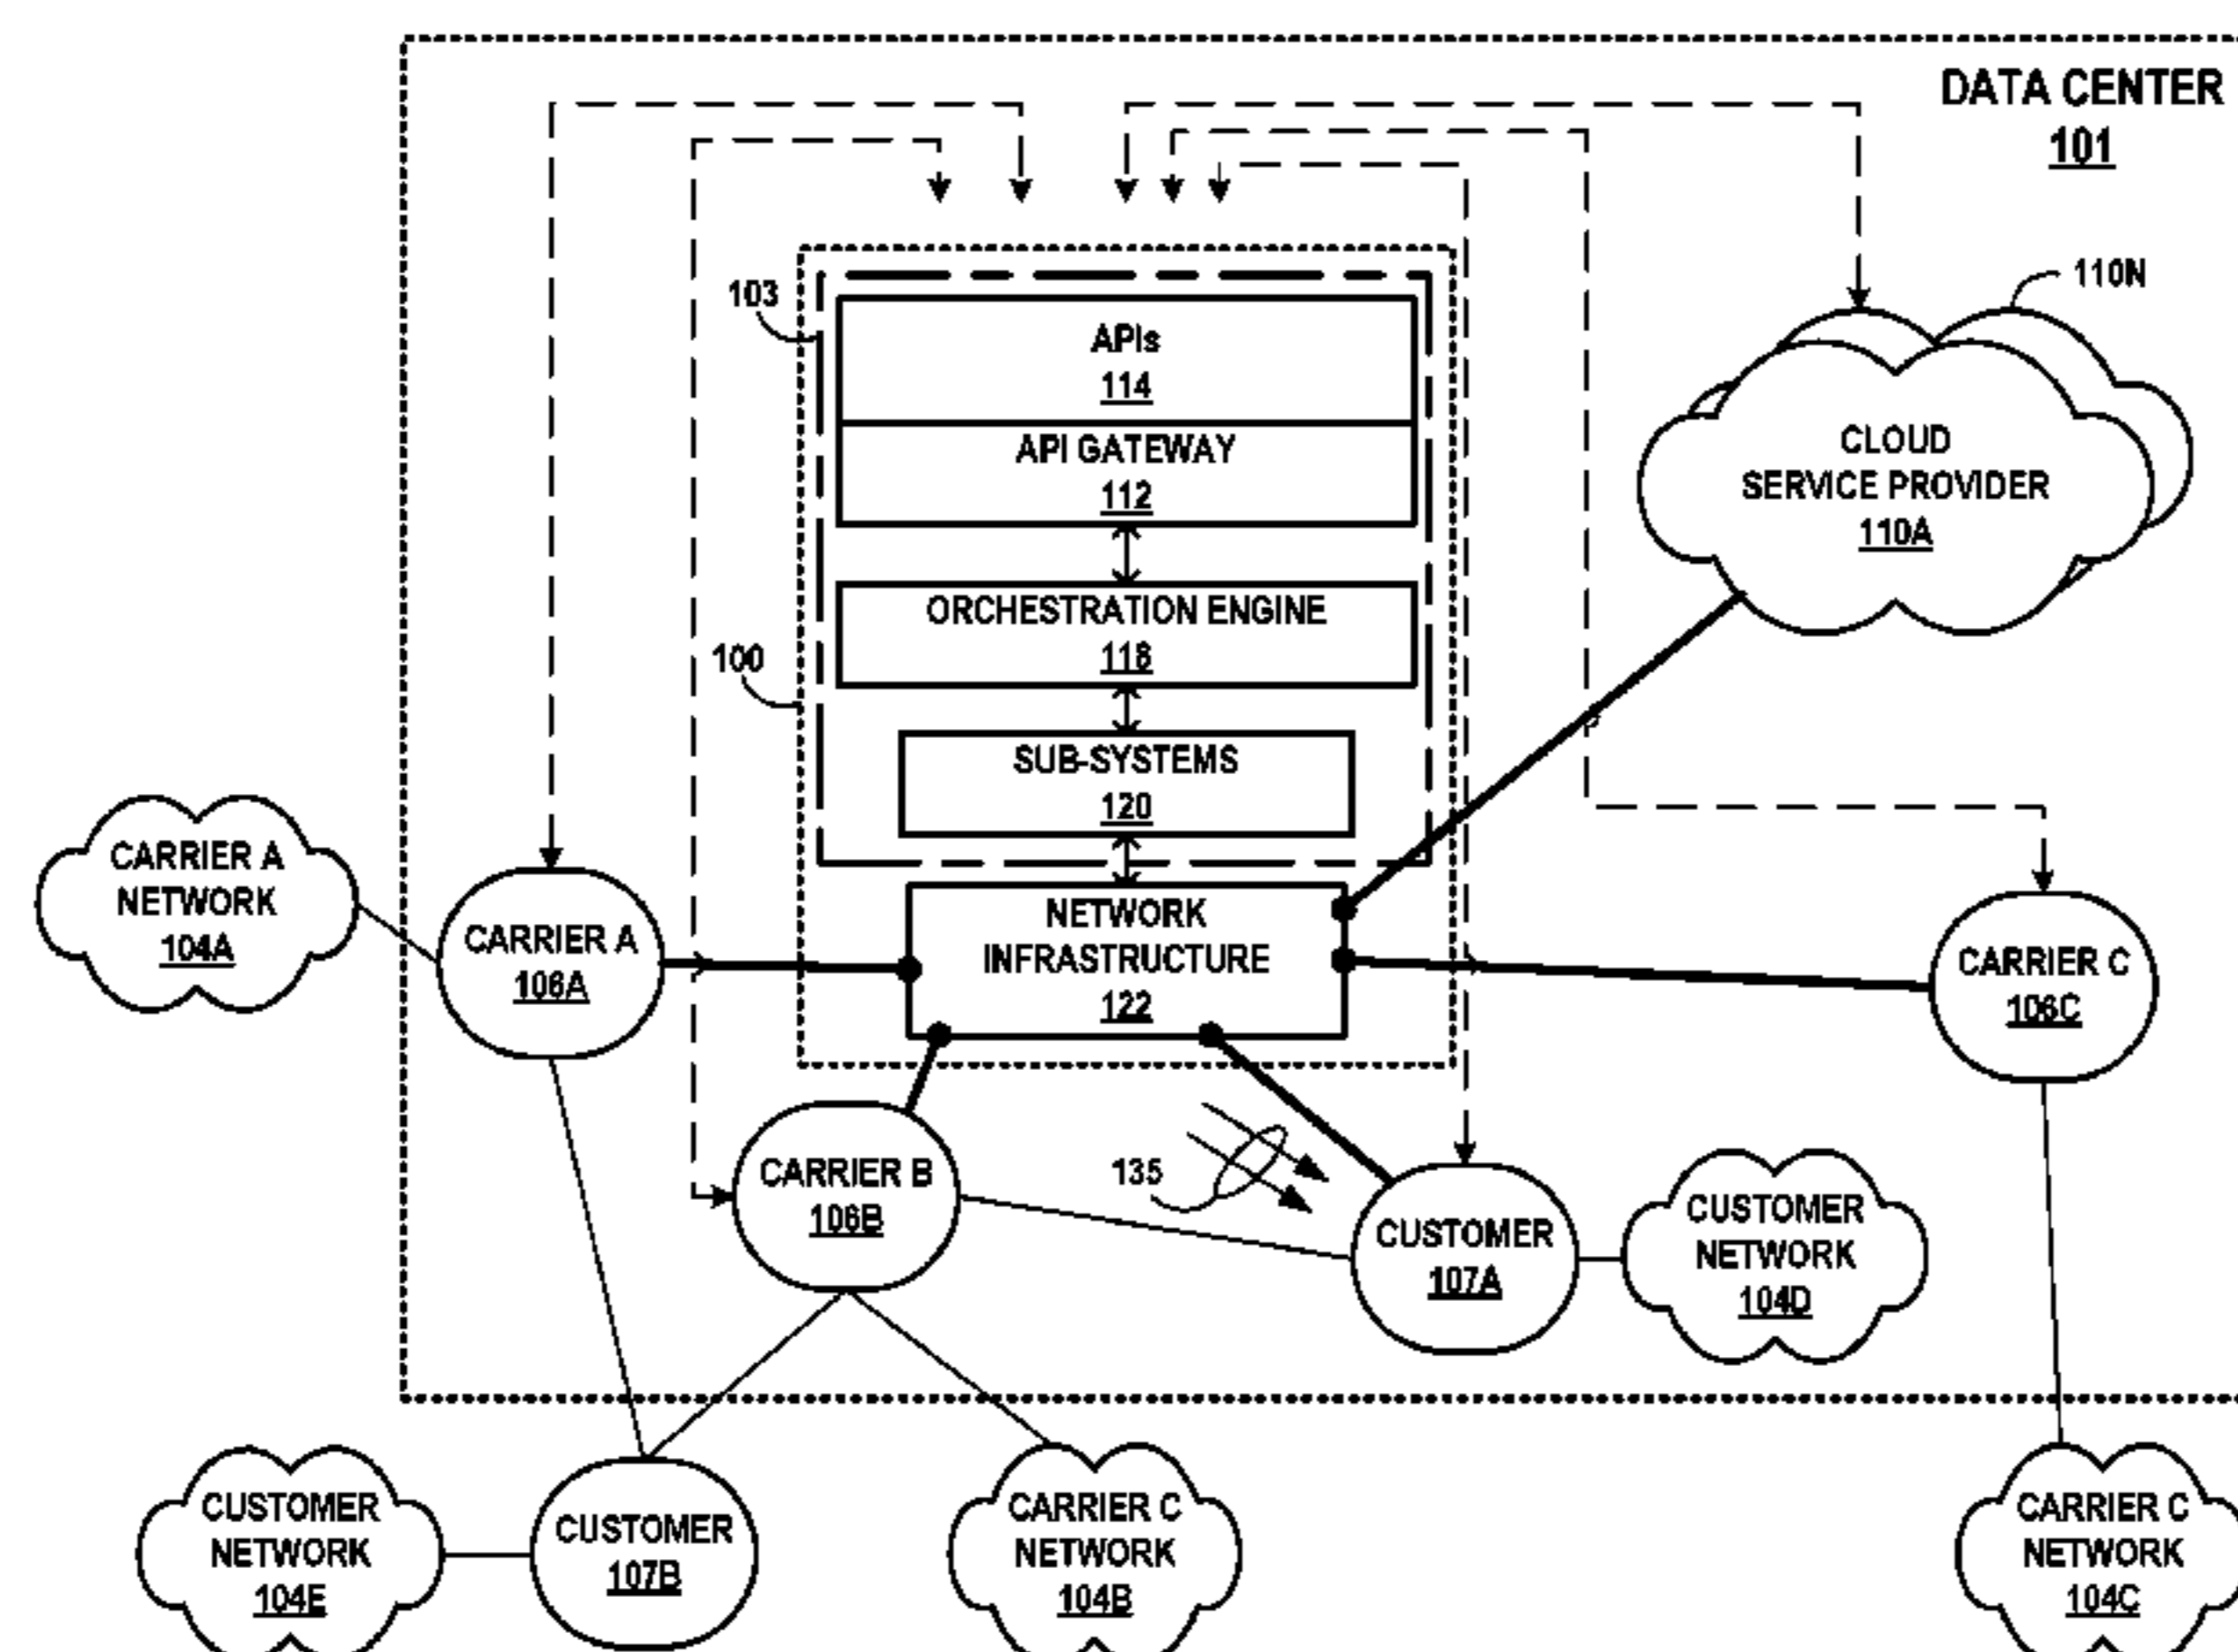 DATA CENTER
101
110N
103
APIs
114
API GATEWAY
112
CLOUD
SERVICE PROVIDER
110A
ORCHESTRATION ENGINE
118
100
SUB-SYSTEMS
120
CARRIER A
NETWORK
104A
CARRIER A
106A
NETWORK
INFRASTRUCTURE
122
CARRIER C
106C
CARRIER B
106B
135
CUSTOMER
107A
CUSTOMER
NETWORK
104D
CUSTOMER
NETWORK
104E
CUSTOMER
107B
CARRIER C
NETWORK
104B
CARRIER C
NETWORK
104C